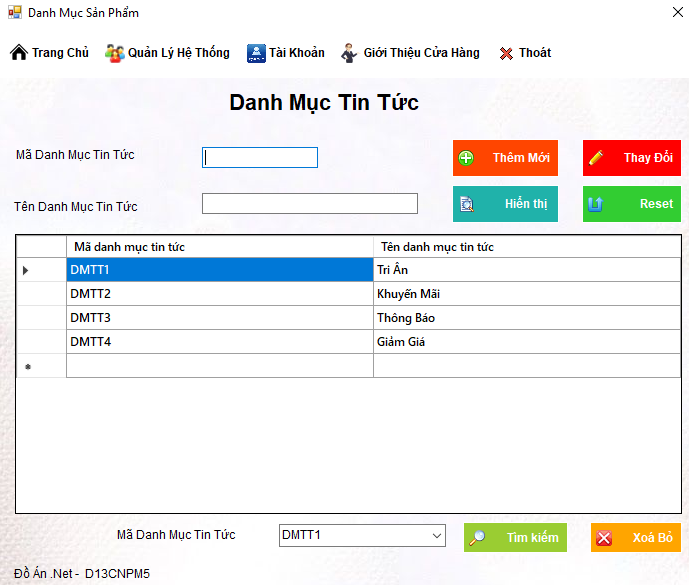 Danh Mục Sản Phẩm
Trang Chủ Quản Lý Hệ Thống Tài Khoản Giới Thiệu Cửa Hàng Thoát
Danh Mục Tin Tức
Mã Danh Mục Tin Tức Thêm Mới Thay Đổi
Tên Danh Mục Tin Tức Hiển thị Reset
Mã danh mục tin tức Tên danh mục tin tức
DMTT1 Tri Ân
DMTT2 Khuyến Mãi
DMTT3 Thông Báo
DMTT4 Giảm Giá
Mã Danh Mục Tin Tức DMTT1 Tìm kiếm Xoả Bỏ
Đồ Án .Net - D13CNPM5